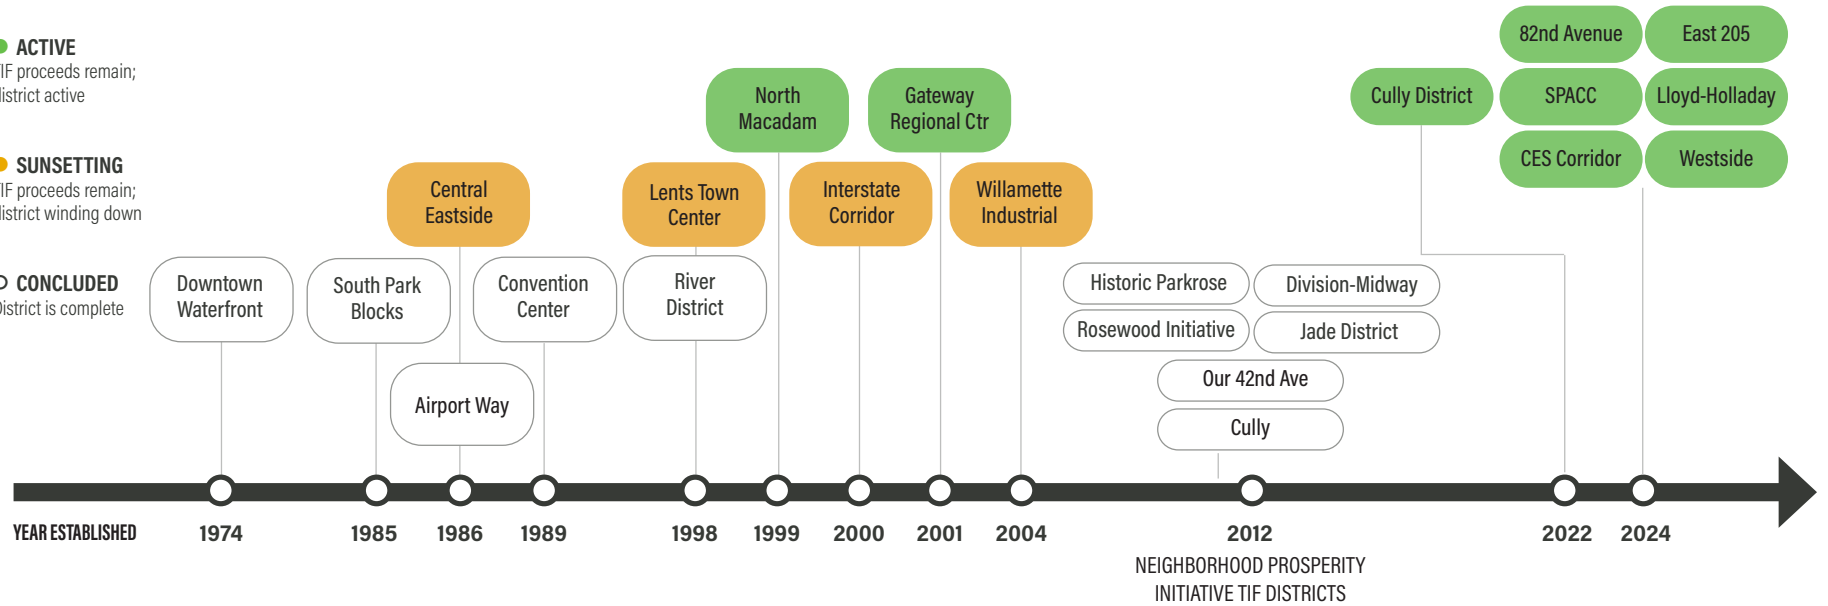 ACTIVE
TIF proceeds remain;
district active
SUNSETTING
TIF proceeds remain;
district winding down
CONCLUDED
District is complete
Downtown
Waterfront
South Park
Blocks
Central
Eastside
Airport Way
Convention
Center
Lents Town
Center
River
District
North
Macadam
Interstate
Corridor
Gateway
Regional Ctr
Willamette
Industrial
Historic Parkrose
Division-Midway
Rosewood Initiative
Jade District
Our 42nd Ave
Cully
Cully District
82nd Avenue
East 205
SPACC
Lloyd-Holladay
CES Corridor
Westside
YEAR ESTABLISHED
1974
1985
1986
1989
1998
1999
2000
2001
2004
2012
2022
2024
NEIGHBORHOOD PROSPERITY
INITIATIVE TIF DISTRICTS